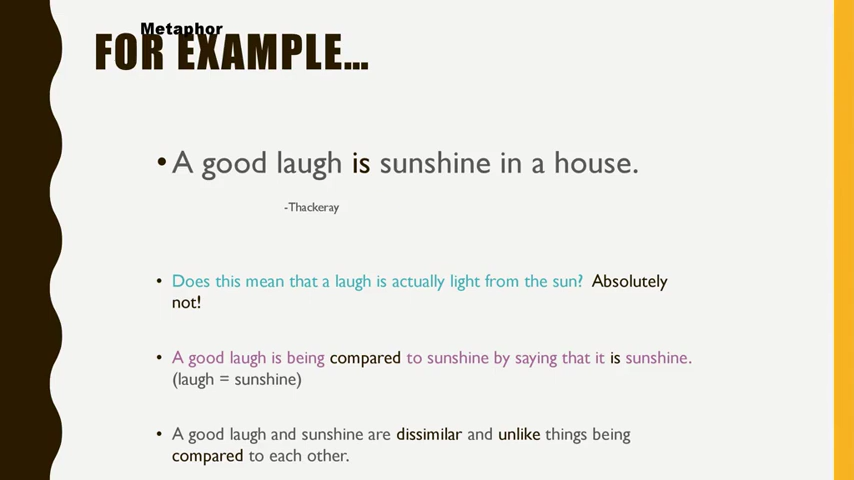 Metaphor
FOR EXAMPLE...
•A good laugh is sunshine in a house.
-Thackeray
• Does this mean that a laugh is actually light from the sun? Absolutely
not!
• A good laugh is being compared to sunshine by saying that it is sunshine.
(laugh = sunshine)
• A good laugh and sunshine are dissimilar and unlike things being
compared to each other.